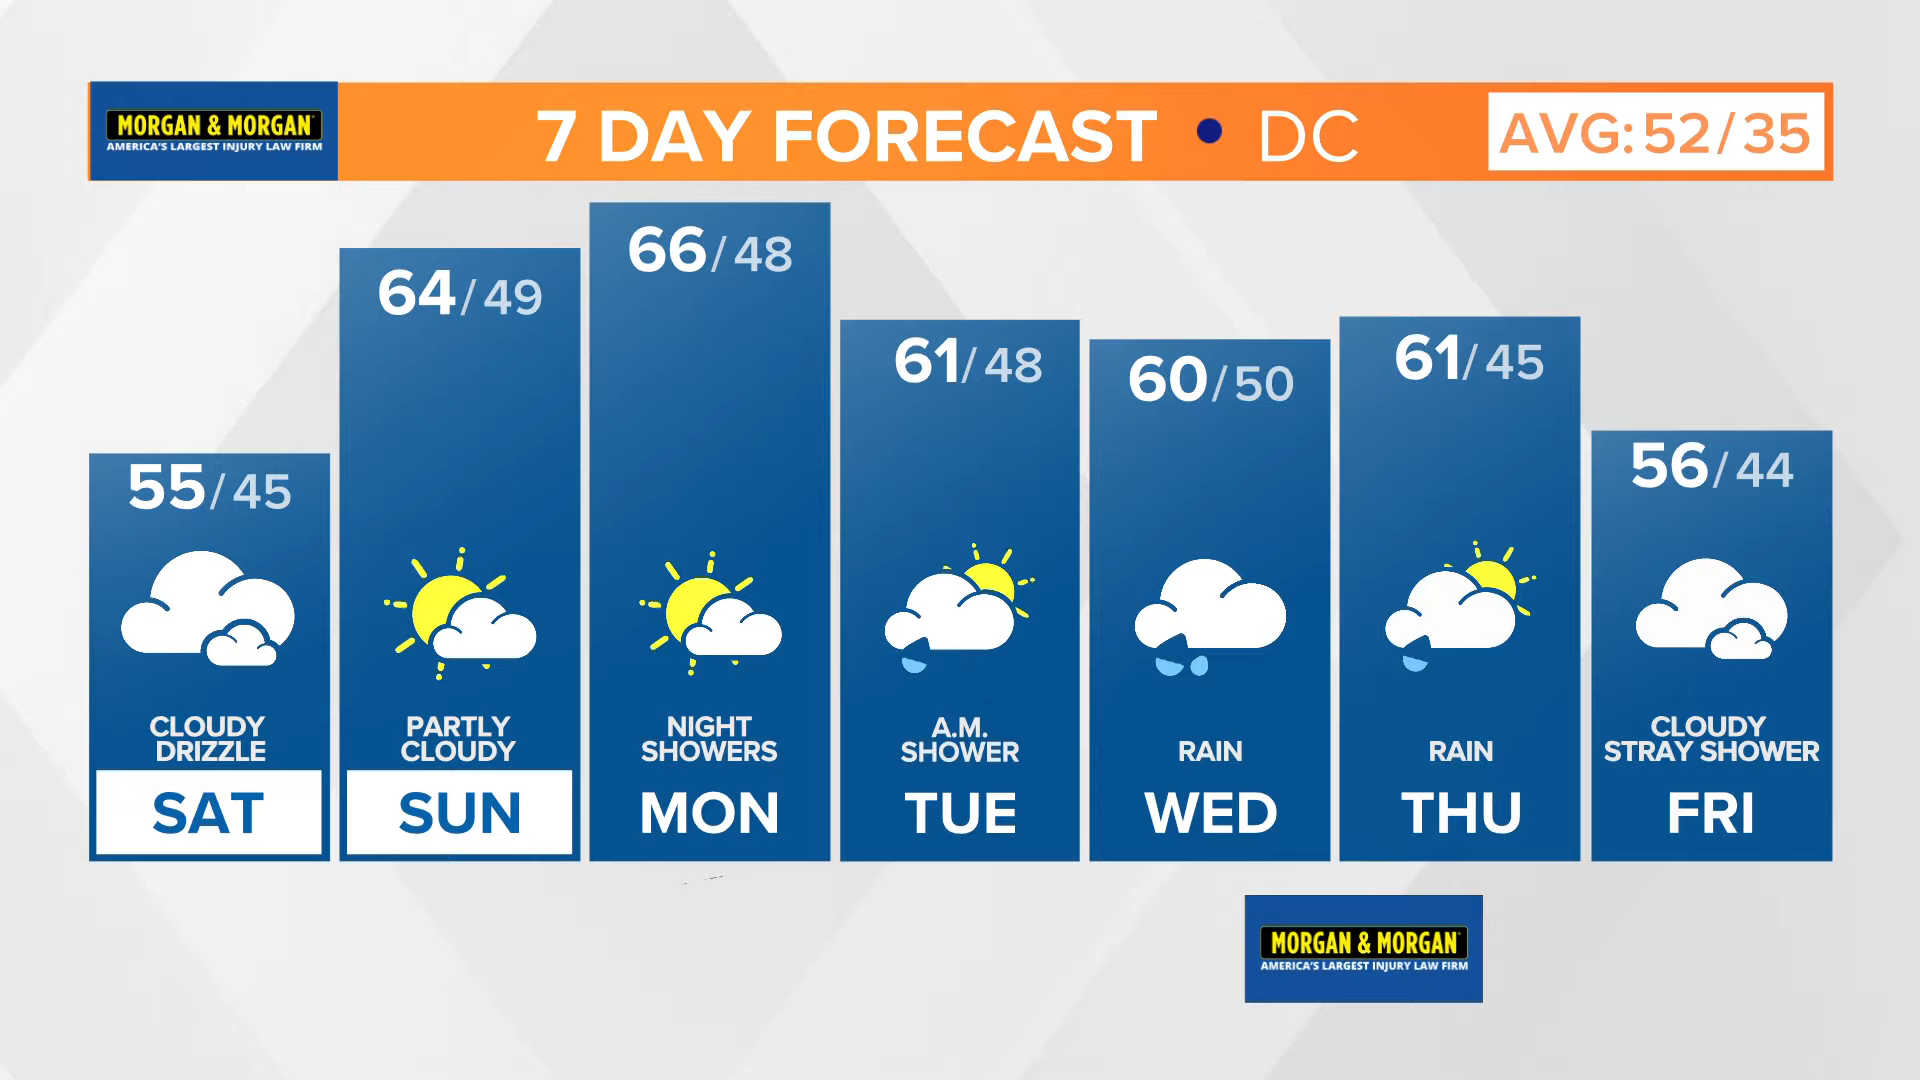 MORGAN & MORGAN
AMERICA'S LARGEST INJURY LAW FIRM
7 DAY FORECAST • DC
AVG: 52/35
55/45
CLOUDY
DRIZZLE
SAT
64/49
PARTLY
CLOUDY
SUN
66/48
NIGHT
SHOWERS
MON
61/48
A.M.
SHOWER
TUE
60/50
RAIN
WED
61/45
RAIN
THU
56/44
CLOUDY
STRAY SHOWER
FRI
MORGAN & MORGAN
AMERICA'S LARGEST INJURY LAW FIRM